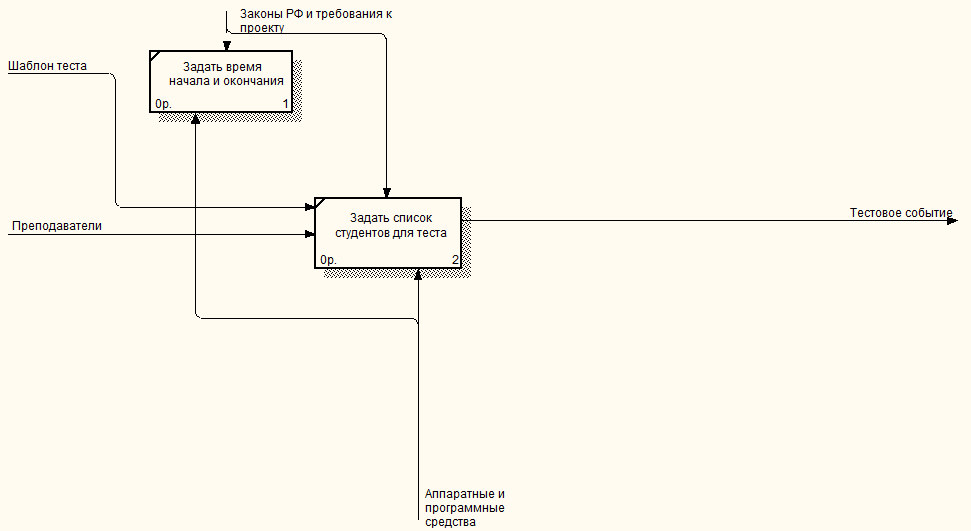 Законы РФ и требования к
проекту
Шаблон теста
Задать время
начала и окончания
0р. 1
Преподаватели
Задать список
студентов для теста
0р. 2
Тестовое событие
Аппаратные и
программные
средства